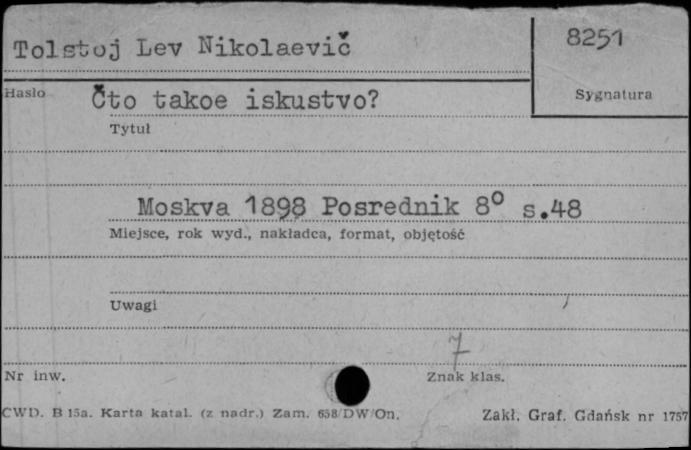 Tolstoj Lev Nikolaevič
8251
Hasło
Čto takoe iskustvo?
Sygnatura
Tytuł
Moskva 1898 Posrednik 8° s.48
Miejsce, rok wyd., nakładca, format, objętość
Uwagi
7
Nr inw.
Znak klas.
CWD. B 15a. Karta katal. (z nadr.) Zam. 658/DW/On.
Zakł. Graf. Gdańsk nr 1757